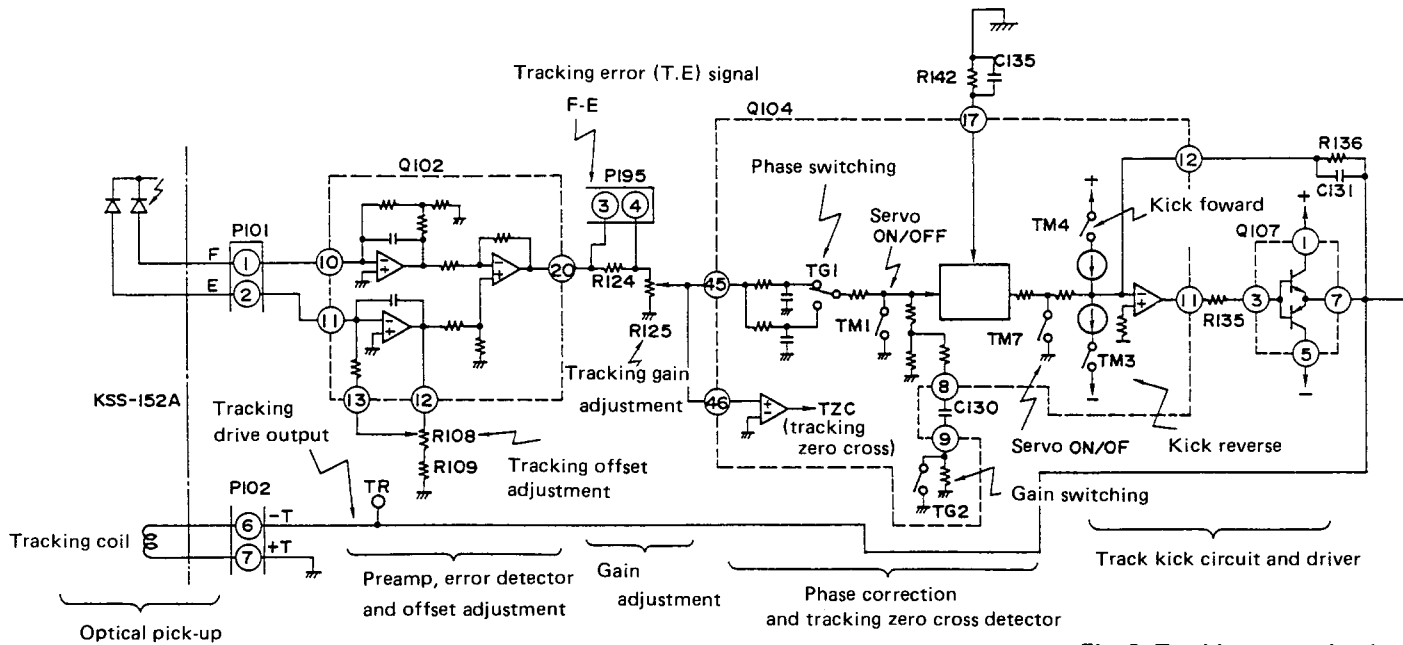 C135
R142
Tracking error (T.E) signal
F-E
Q104
17
12
R136
C131
Phase switching
Q102
P195
3
4
Kick foward
TM4
Servo
ON/OFF
Q107
1
P101
F
1
10
20
R124
45
TG1
11
R135
3
7
E
2
11
R125
TM1
TM7
TM3
5
Tracking gain
adjustment
46
8
C130
KSS-152A
Tracking
drive output
13
12
TZC
(tracking
zero cross)
9
Servo ON/OF
Kick reverse
R108
R109
Tracking offset
adjustment
Gain switching
TG2
P102
TR
6
-T
Tracking coil
7
+T
Track kick circuit and driver
Preamp, error detector
and offset adjustment
Gain
adjustment
Phase correction
and tracking zero cross detector
Optical pick-up